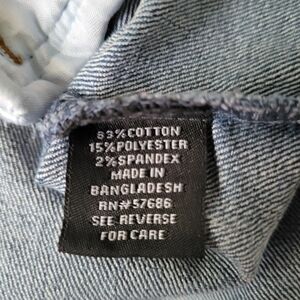 83%COTTON
15%POLYESTER
2%SPANDEX
MADE IN
BANGLADESH
RN#57686
SEE REVERSE
FOR CARE